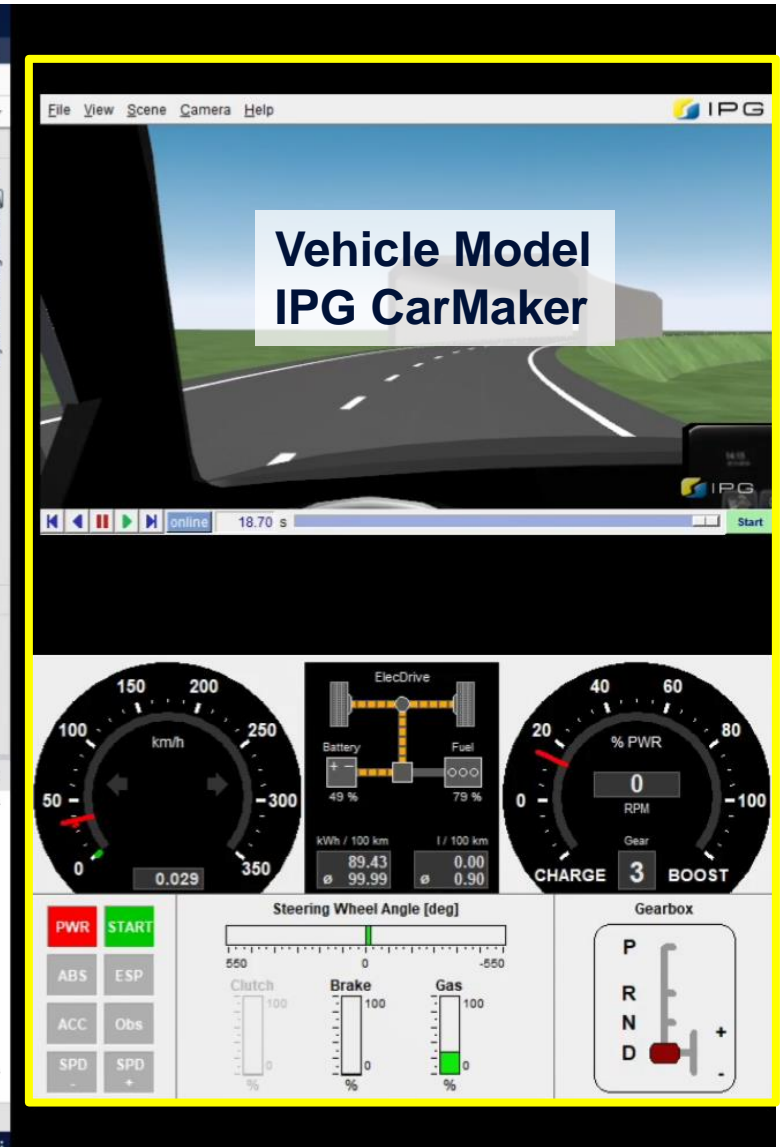 File View Scene Camera Help
IPG
Vehicle Model
IPG CarMaker
IPG
online 18.70 s
Start
0 50 100 150 200 250 300 350
km/h
0.029
ElecDrive
Battery Fuel
49 % 79 %
kWh / 100 km l / 100 km
89.43 0.00
ø 99.99 ø 0.90
CHARGE 0 20 40 60 80 100 BOOST
% PWR
0
RPM
Gear
3
PWR START
ABS ESP
ACC Obs
SPD - SPD +
Steering Wheel Angle [deg]
550 0 -550
Clutch Brake Gas
100 100 100
0 0 0
% % %
Gearbox
P
R
N
D
+
-